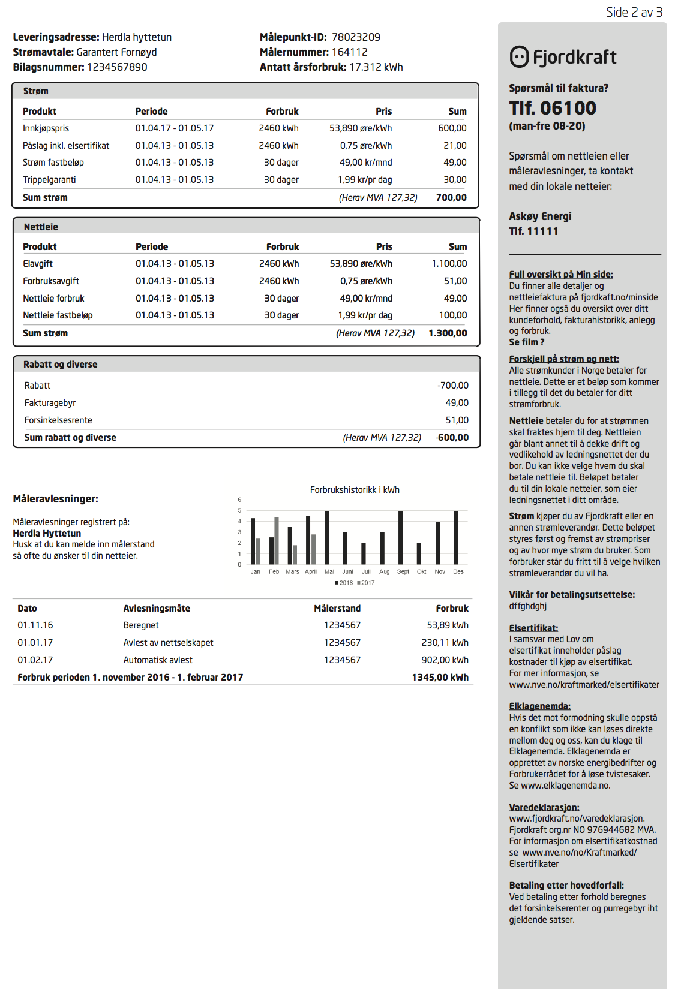 Side 2 av 3
Leveringsadresse: Herdla hyttetun
Strømavtale: Garantert Fornøyd
Bilagsnummer: 1234567890
Målepunkt-ID: 78023209
Målernummer: 164112
Antatt årsforbruk: 17.312 kWh
Strøm
Produkt Periode Forbruk Pris Sum
Innkjøpspris 01.04.17 - 01.05.17 2460 kWh 53,890 øre/kWh 600,00
Påslag inkl. elsertifikat 01.04.13 - 01.05.13 2460 kWh 0,75 øre/kWh 21,00
Strøm fastbeløp 01.04.13 - 01.05.13 30 dager 49,00 kr/mnd 49,00
Trippelgaranti 01.04.13 - 01.05.13 30 dager 1,99 kr/pr dag 30,00
Sum strøm (Herav MVA 127,32) 700,00
Nettleie
Produkt Periode Forbruk Pris Sum
Elavgift 01.04.13 - 01.05.13 2460 kWh 53,890 øre/kWh 1.100,00
Forbruksavgift 01.04.13 - 01.05.13 2460 kWh 0,75 øre/kWh 51,00
Nettleie forbruk 01.04.13 - 01.05.13 30 dager 49,00 kr/mnd 49,00
Nettleie fastbeløp 01.04.13 - 01.05.13 30 dager 1,99 kr/pr dag 100,00
Sum strøm (Herav MVA 127,32) 1.300,00
Rabatt og diverse
Rabatt -700,00
Fakturagebyr 49,00
Forsinkelsesrente 51,00
Sum rabatt og diverse (Herav MVA 127,32) -600,00
Måleravlesninger:
Måleravlesninger registrert på:
Herdla Hyttetun
Husk at du kan melde inn målerstand
så ofte du ønsker til din netteier.
Forbrukshistorikk i kWh
6
5
4
3
2
1
0
Jan Feb Mars April Mai Juni Juli Aug Sept Okt Nov Des
2016 2017
Dato Avlesningsmåte Målerstand Forbruk
01.11.16 Beregnet 1234567 53,89 kWh
01.01.17 Avlest av nettselskapet 1234567 230,11 kWh
01.02.17 Automatisk avlest 1234567 902,00 kWh
Forbruk perioden 1. november 2016 - 1. februar 2017 1345,00 kWh
Fjordkraft
Spørsmål til faktura?
Tlf. 06100
(man-fre 08-20)
Spørsmål om nettleien eller
måleravlesninger, ta kontakt
med din lokale netteier:
Askøy Energi
Tlf. 11111
Full oversikt på Min side:
Du finner alle detaljer og
nettleiefaktura på fjordkaft.no/minside
Her finner også du oversikt over ditt
kundeforhold, fakturahistorikk, anlegg
og forbruk.
Se film ?
Forskjell på strøm og nett:
Alle strømkunder i Norge betaler for
nettleie. Dette er et beløp som kommer
i tillegg til det du betaler for ditt
strømforbruk.
Nettleie betaler du for at strømmen
skal fraktes hjem til deg. Nettleien
går blant annet til å dekke drift og
vedlikehold av ledningsnettet der du
bor. Du kan ikke velge hvem du skal
betale nettleie til. Beløpet betaler
du til din lokale netteier, som eier
ledningsnettet i ditt område.
Strøm kjøper du av Fjordkraft eller en
annen strømleverandør. Dette beløpet
styres først og fremst av strømpriser
og av hvor mye strøm du bruker. Som
forbruker står du fritt til å velge hvilken
strømleverandør du vil ha.
Vilkår for betalingsutsettelse:
dffghdghj
Elsertifikat:
I samsvar med Lov om
elsertifikat inneholder påslag
kostnader til kjøp av elsertifikat.
For mer informasjon, se
www.nve.no/kraftmarked/elsertifikater
Elklagenemda:
Hvis det mot formodning skulle oppstå
en konflikt som ikke kan løses direkte
mellom deg og oss, kan du klage til
Elklagenemda. Elklagenemda er
opprettet av norske energibedrifter og
Forbrukerrådet for å løse tvistesaker.
Se www.elklagenemda.no.
Varedeklarasjon:
www.fjordkraft.no/varedeklarasjon.
Fjordkraft org.nr NO 976944682 MVA.
For informasjon om elsertifikatkostnad
se www.nve.no/no/Kraftmarked/
Elsertifikater
Betaling etter hovedforfall:
Ved betaling etter forhold beregnes
det forsinkelserenter og purregebyr iht
gjeldende satser.